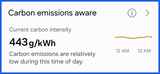 Carbon emissions aware
Current carbon intensity
443 g/kWh
Carbon emissions are relatively
low during this time of day.
12 AM 12 AM